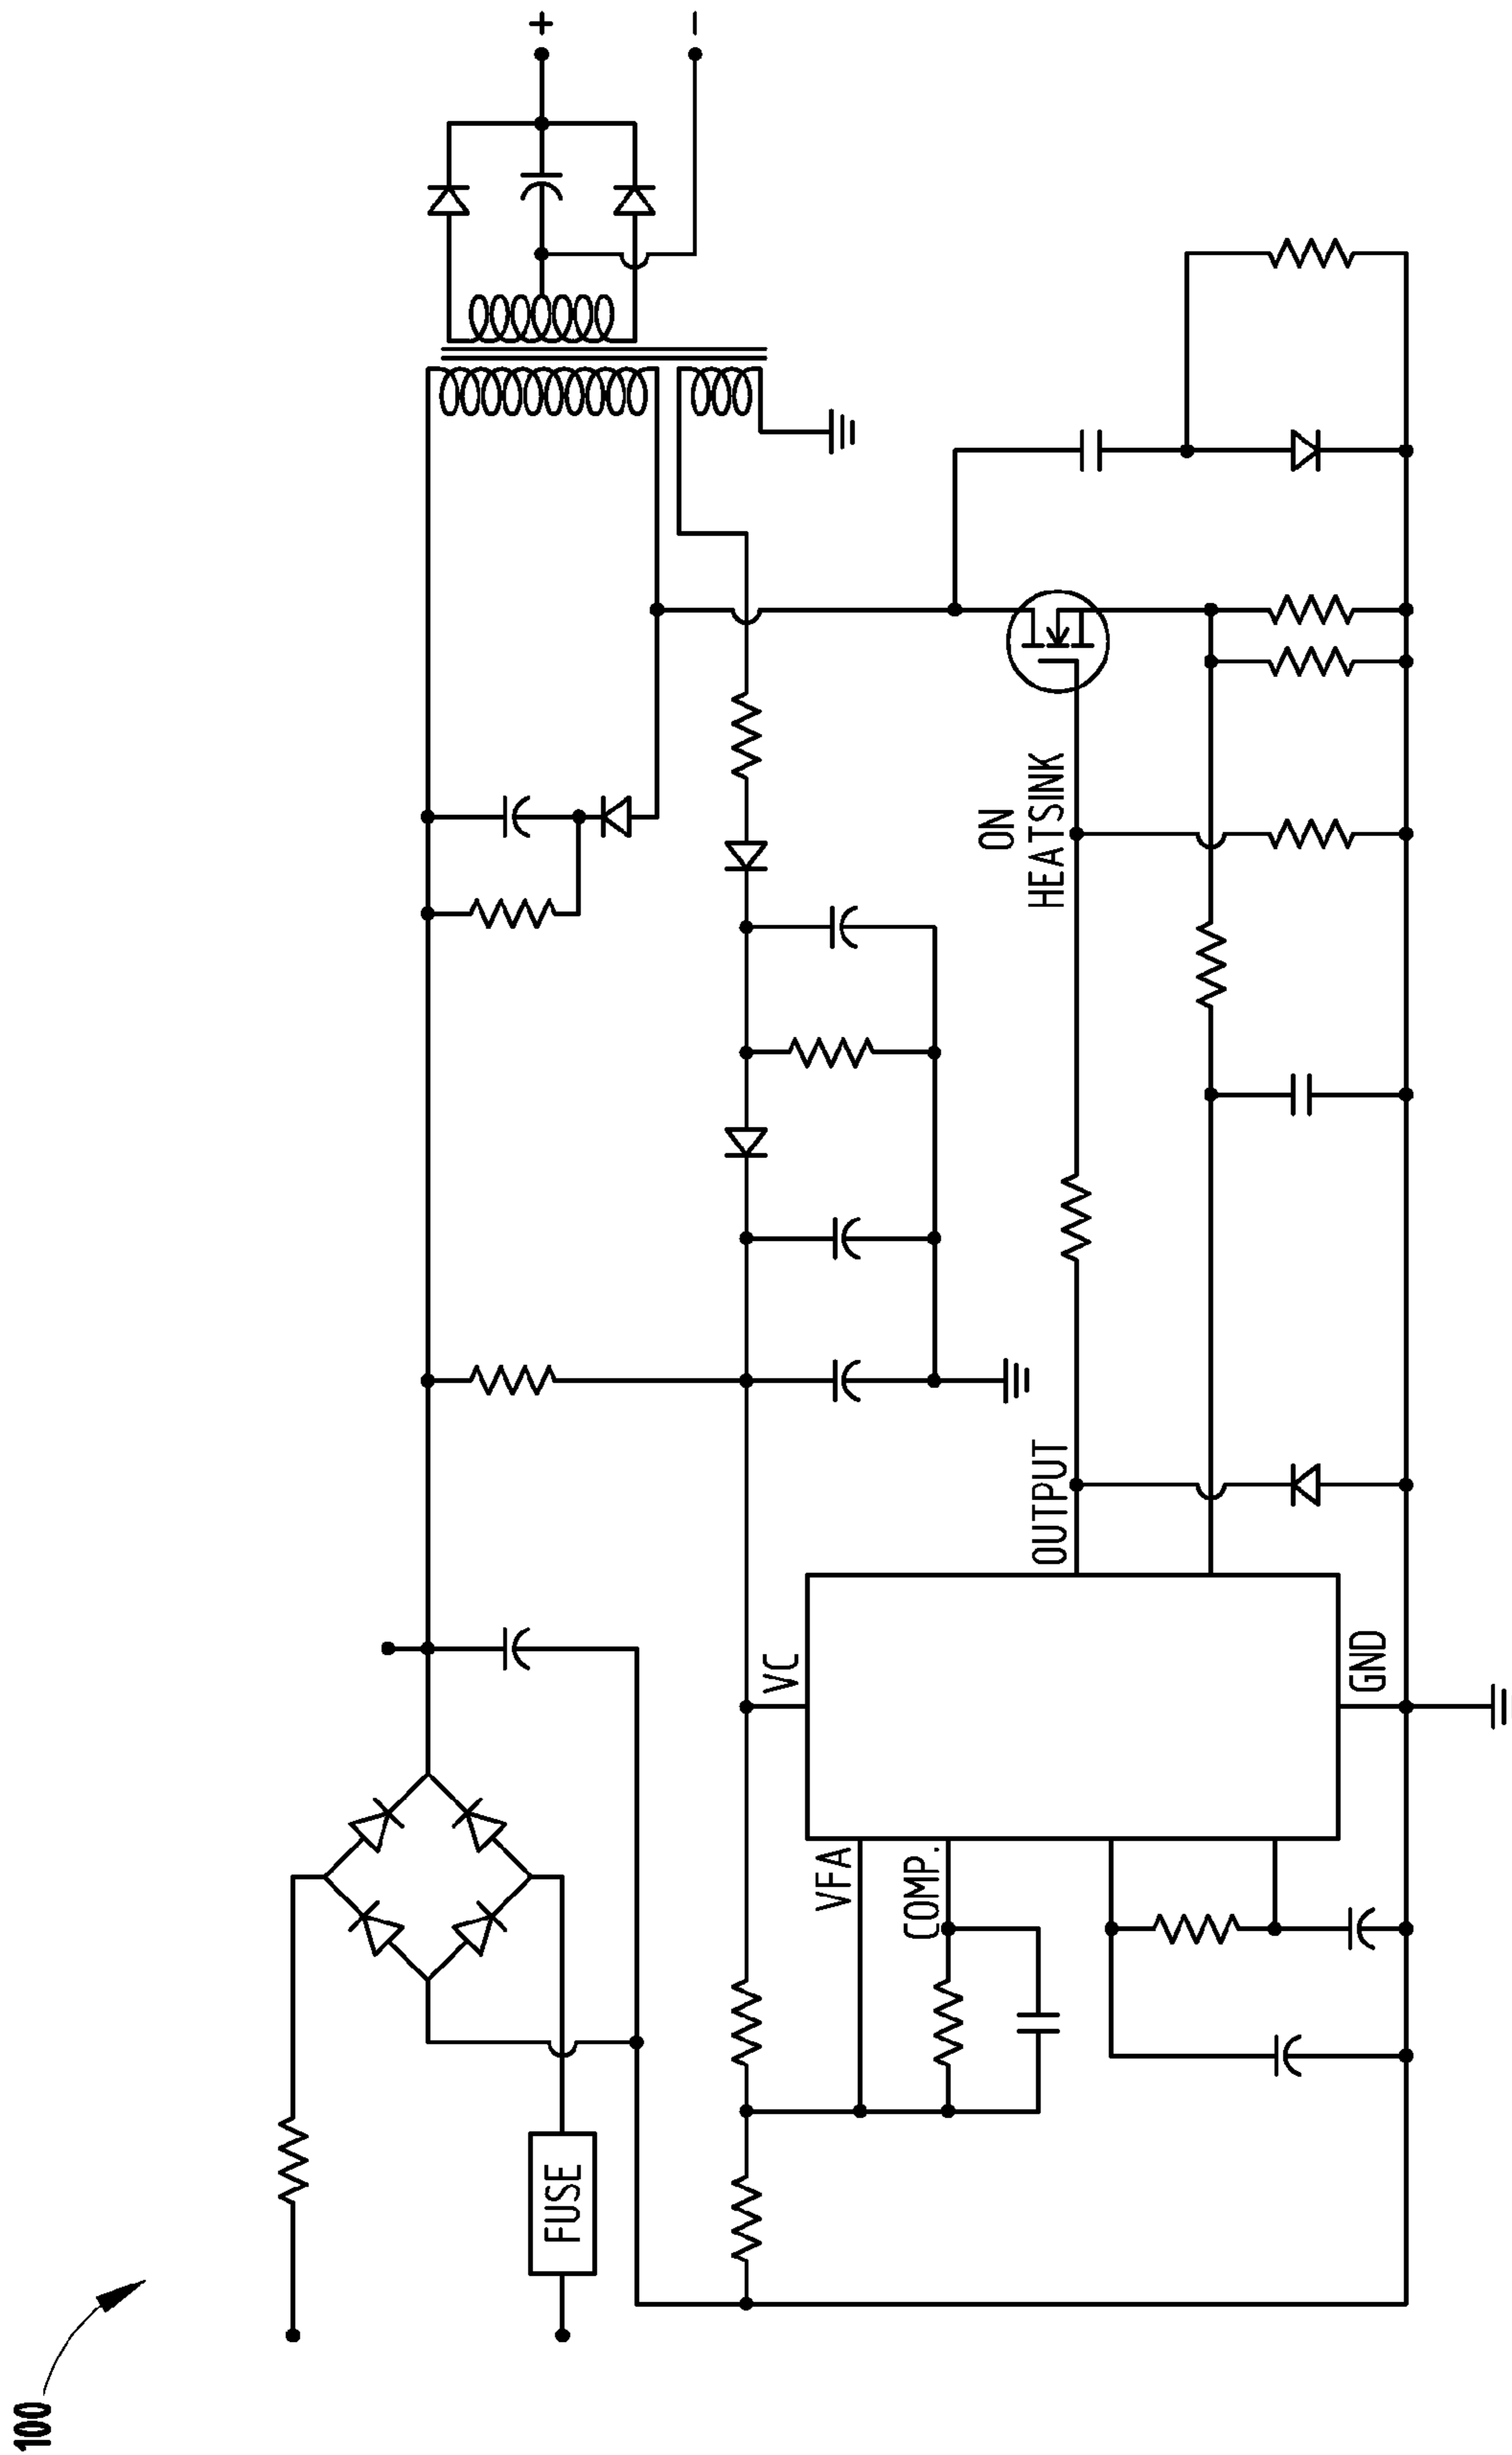 100
FUSE
VFA
COMP.
VC
GND
OUTPUT
ON
HEATSINK
+
−